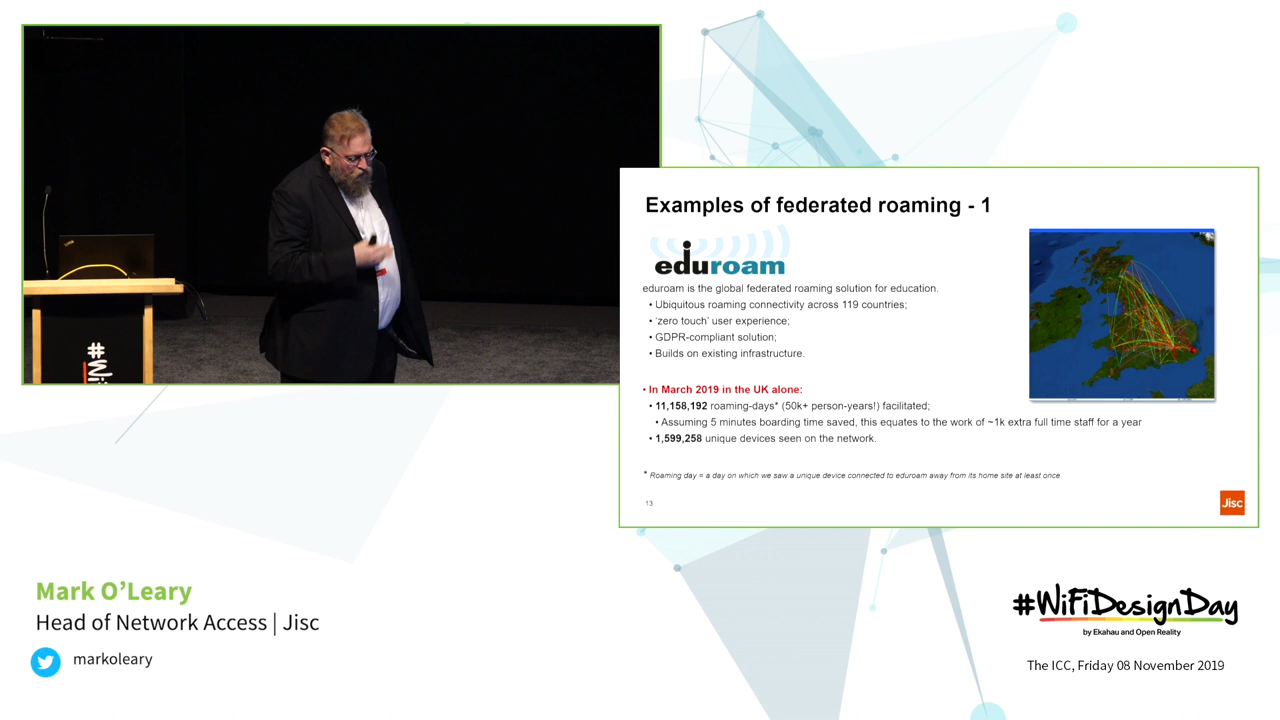 #Wi
Examples of federated roaming - 1
eduroam
eduroam is the global federated roaming solution for education.
• Ubiquitous roaming connectivity across 119 countries;
• 'zero touch' user experience;
• GDPR-compliant solution;
• Builds on existing infrastructure.
• In March 2019 in the UK alone:
• 11,158,192 roaming-days* (50k+ person-years!) facilitated;
• Assuming 5 minutes boarding time saved, this equates to the work of ~1k extra full time staff for a year
• 1,599,258 unique devices seen on the network.
* Roaming day = a day on which we saw a unique device connected to eduroam away from its home site at least once
13
Jisc
Mark O'Leary
Head of Network Access | Jisc
markoleary
#WiFiDesignDay
by Ekahau and Open Reality
The ICC, Friday 08 November 2019